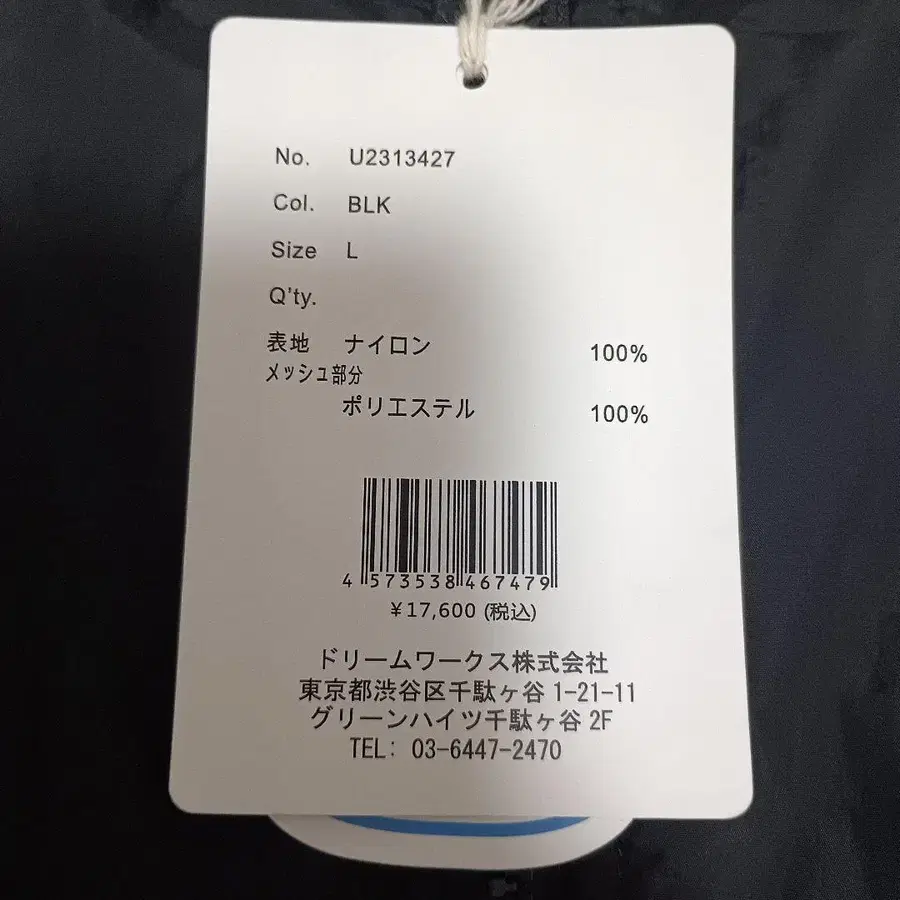 No. U2313427
Col. BLK
Size L
Q'ty.
表地 ナイロン 100%
メッシュ部分
ポリエステル 100%
4 573538 467479
¥17,600 (税込)
ドリームワークス株式会社
東京都渋谷区千駄ヶ谷 1-21-11
グリーンハイツ千駄ヶ谷 2F
TEL: 03-6447-2470